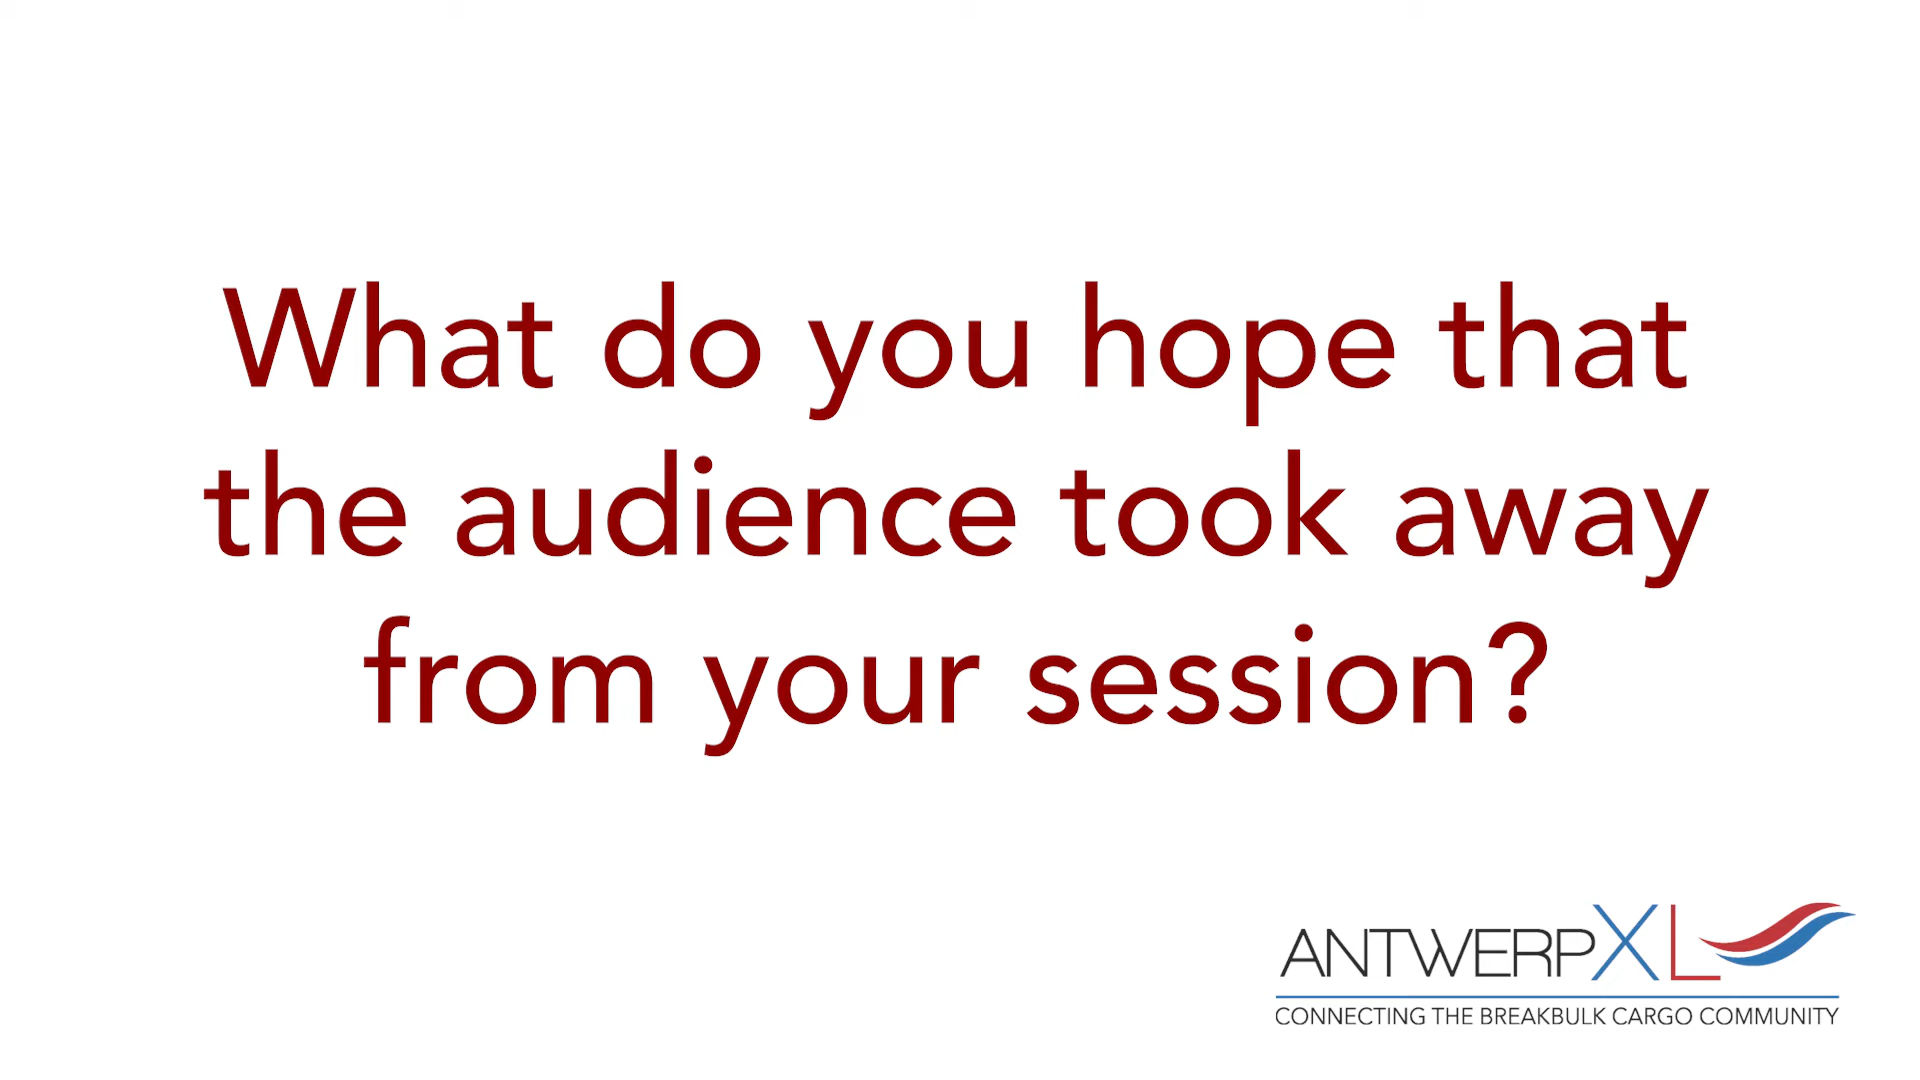 What do you hope that
the audience took away
from your session?
ANTWERPXL
CONNECTING THE BREAKBULK CARGO COMMUNITY